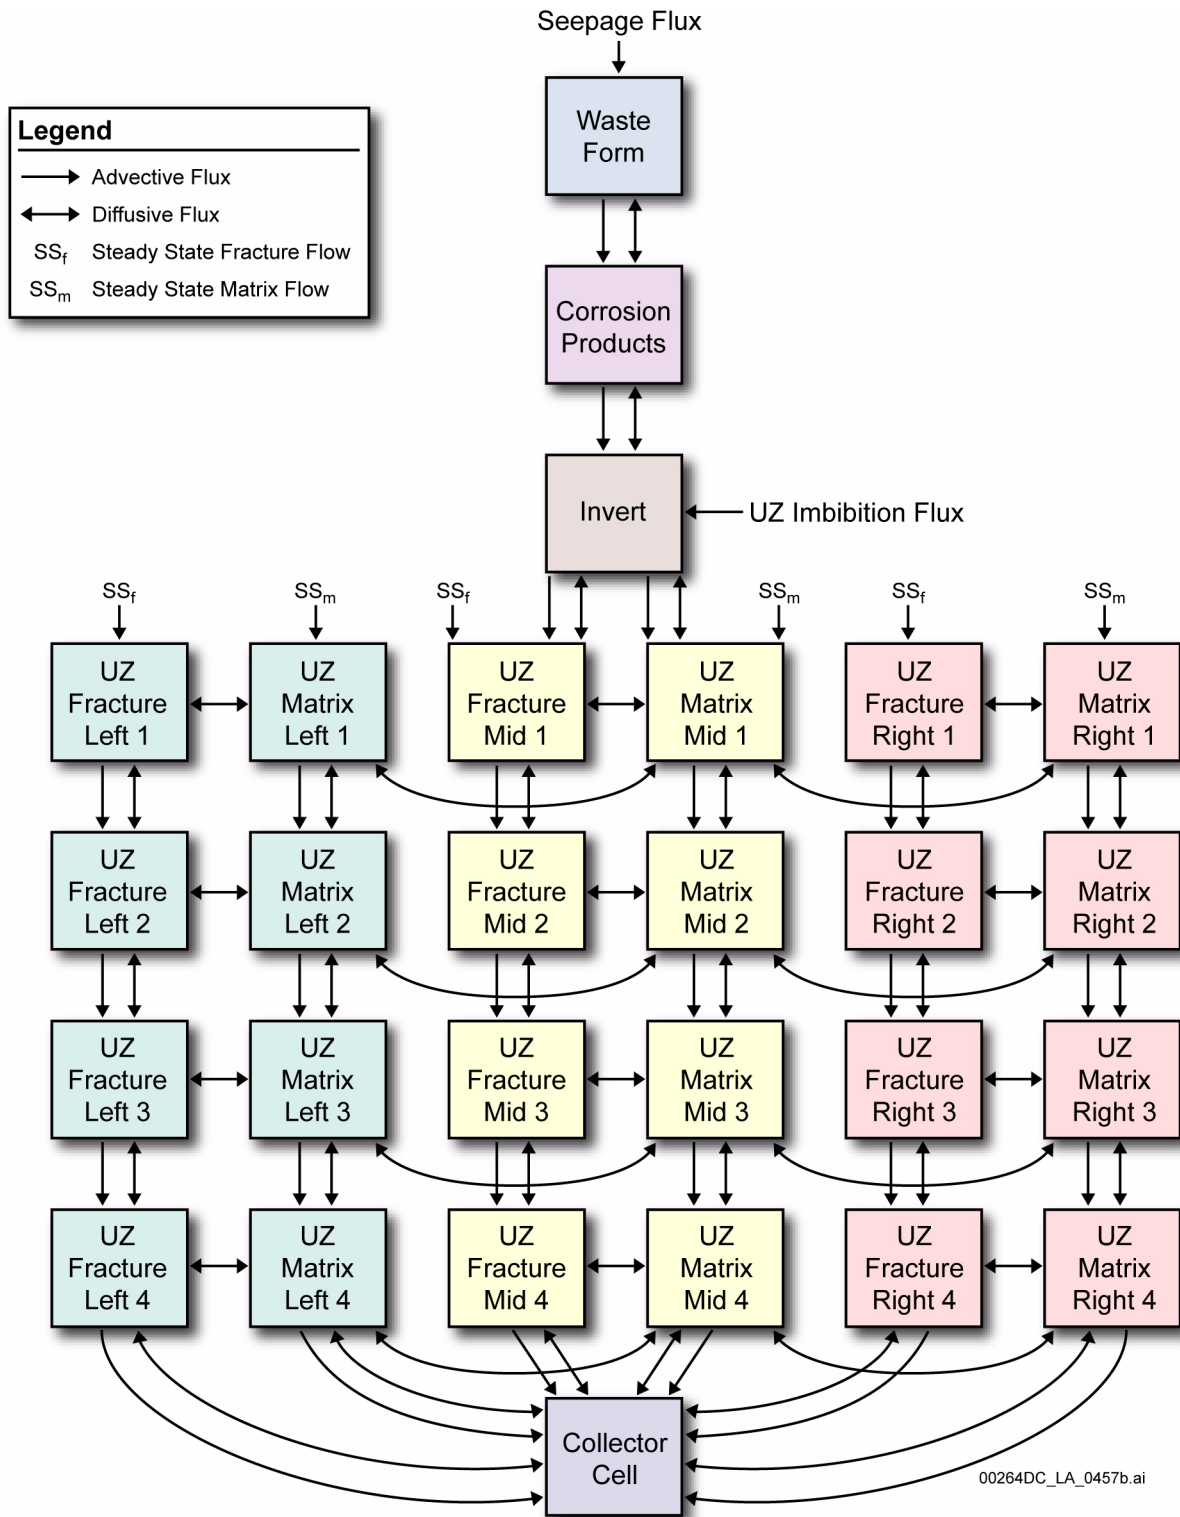 Seepage Flux
Waste
Form
Legend
Advective Flux
Diffusive Flux
SSf Steady State Fracture Flow
SSm Steady State Matrix Flow
Corrosion
Products
Invert
UZ Imbibition Flux
SSf
SSm
SSf
SSm
SSf
SSm
UZ
Fracture
Left 1
UZ
Matrix
Left 1
UZ
Fracture
Mid 1
UZ
Matrix
Mid 1
UZ
Fracture
Right 1
UZ
Matrix
Right 1
UZ
Fracture
Left 2
UZ
Matrix
Left 2
UZ
Fracture
Mid 2
UZ
Matrix
Mid 2
UZ
Fracture
Right 2
UZ
Matrix
Right 2
UZ
Fracture
Left 3
UZ
Matrix
Left 3
UZ
Fracture
Mid 3
UZ
Matrix
Mid 3
UZ
Fracture
Right 3
UZ
Matrix
Right 3
UZ
Fracture
Left 4
UZ
Matrix
Left 4
UZ
Fracture
Mid 4
UZ
Matrix
Mid 4
UZ
Fracture
Right 4
UZ
Matrix
Right 4
Collector
Cell
00264DC_LA_0457b.ai